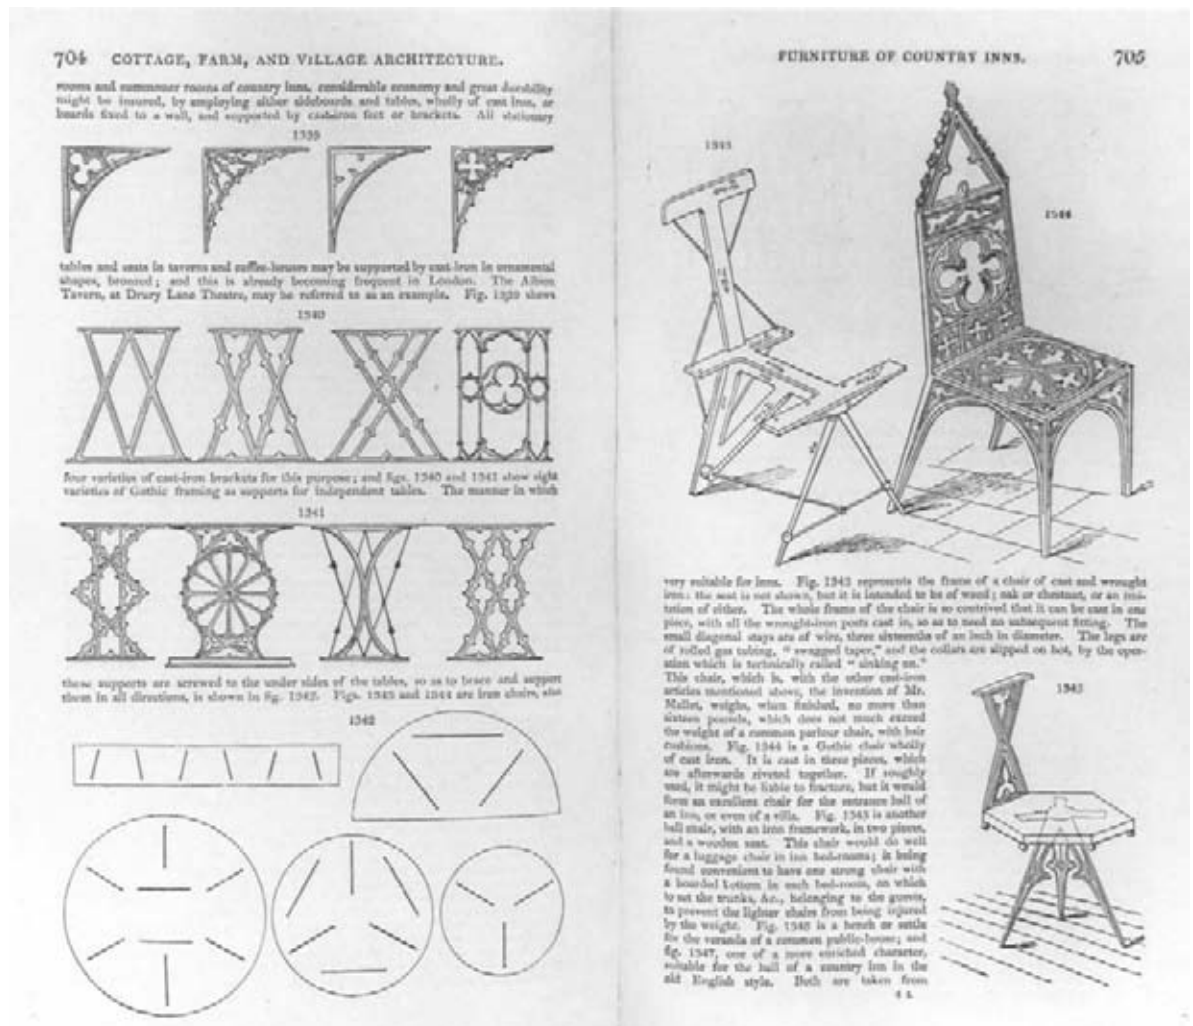 704 COTTAGE, FARM, AND VILLAGE ARCHITECTURE.
rooms and commoner rooms of country inns, considerable economy and great durability
might be insured, by employing either sideboards and tables, wholly of cast iron, or
boards fixed to a wall, and supported by cast-iron feet or brackets. All stationary
1339
tables and seats in taverns and coffee-houses may be supported by cast-iron in ornamental
shapes, bronzed; and this is already becoming frequent in London. The Albion
Tavern, at Drury Lane Theatre, may be referred to as an example. Fig. 1339 shows
1340
four varieties of cast-iron brackets for this purpose; and figs. 1340 and 1341 show eight
varieties of Gothic framing as supports for independent tables. The manner in which
1341
these supports are screwed to the under sides of the tables, so as to brace and support
them in all directions, is shown in fig. 1342. Figs. 1343 and 1344 are iron chairs, also
1342
FURNITURE OF COUNTRY INNS. 705
1343
1344
very suitable for inns. Fig. 1343 represents the frame of a chair of cast and wrought
iron: the seat is not shown, but it is intended to be of wood; oak or chestnut, or an imi-
tation of either. The whole frame of the chair is so contrived that it can be cast in one
piece, with all the wrought-iron posts cast in, so as to need no subsequent fitting. The
small diagonal stays are of wire, three sixteenths of an inch in diameter. The legs are
of rolled gas tubing, "swagged taper," and the collars are slipped on hot, by the oper-
ation which is technically called "sinking on."
This chair, which is, with the other cast-iron
articles mentioned above, the invention of Mr.
Mallet, weighs, when finished, no more than
sixteen pounds, which does not much exceed
the weight of a common parlour chair, with hair
cushions. Fig. 1344 is a Gothic chair wholly
of cast iron. It is cast in three pieces, which
are afterwards riveted together. If roughly
used, it might be liable to fracture, but it would
form an excellent chair for the entrance hall of
an inn, or even of a villa. Fig. 1345 is another
hall chair, with an iron framework, in two pieces,
and a wooden seat. This chair would do well
for a luggage chair in inn bed-rooms; it being
found convenient to have one strong chair with
a boarded bottom in each bed-room, on which
to set the trunks, &c., belonging to the guests,
to prevent the lighter chairs from being injured
by the weight. Fig. 1346 is a bench or settle
for the veranda of a common public-house; and
fig. 1347, one of a more enriched character,
suitable for the hall of a country inn in the
old English style. Both are taken from
1345